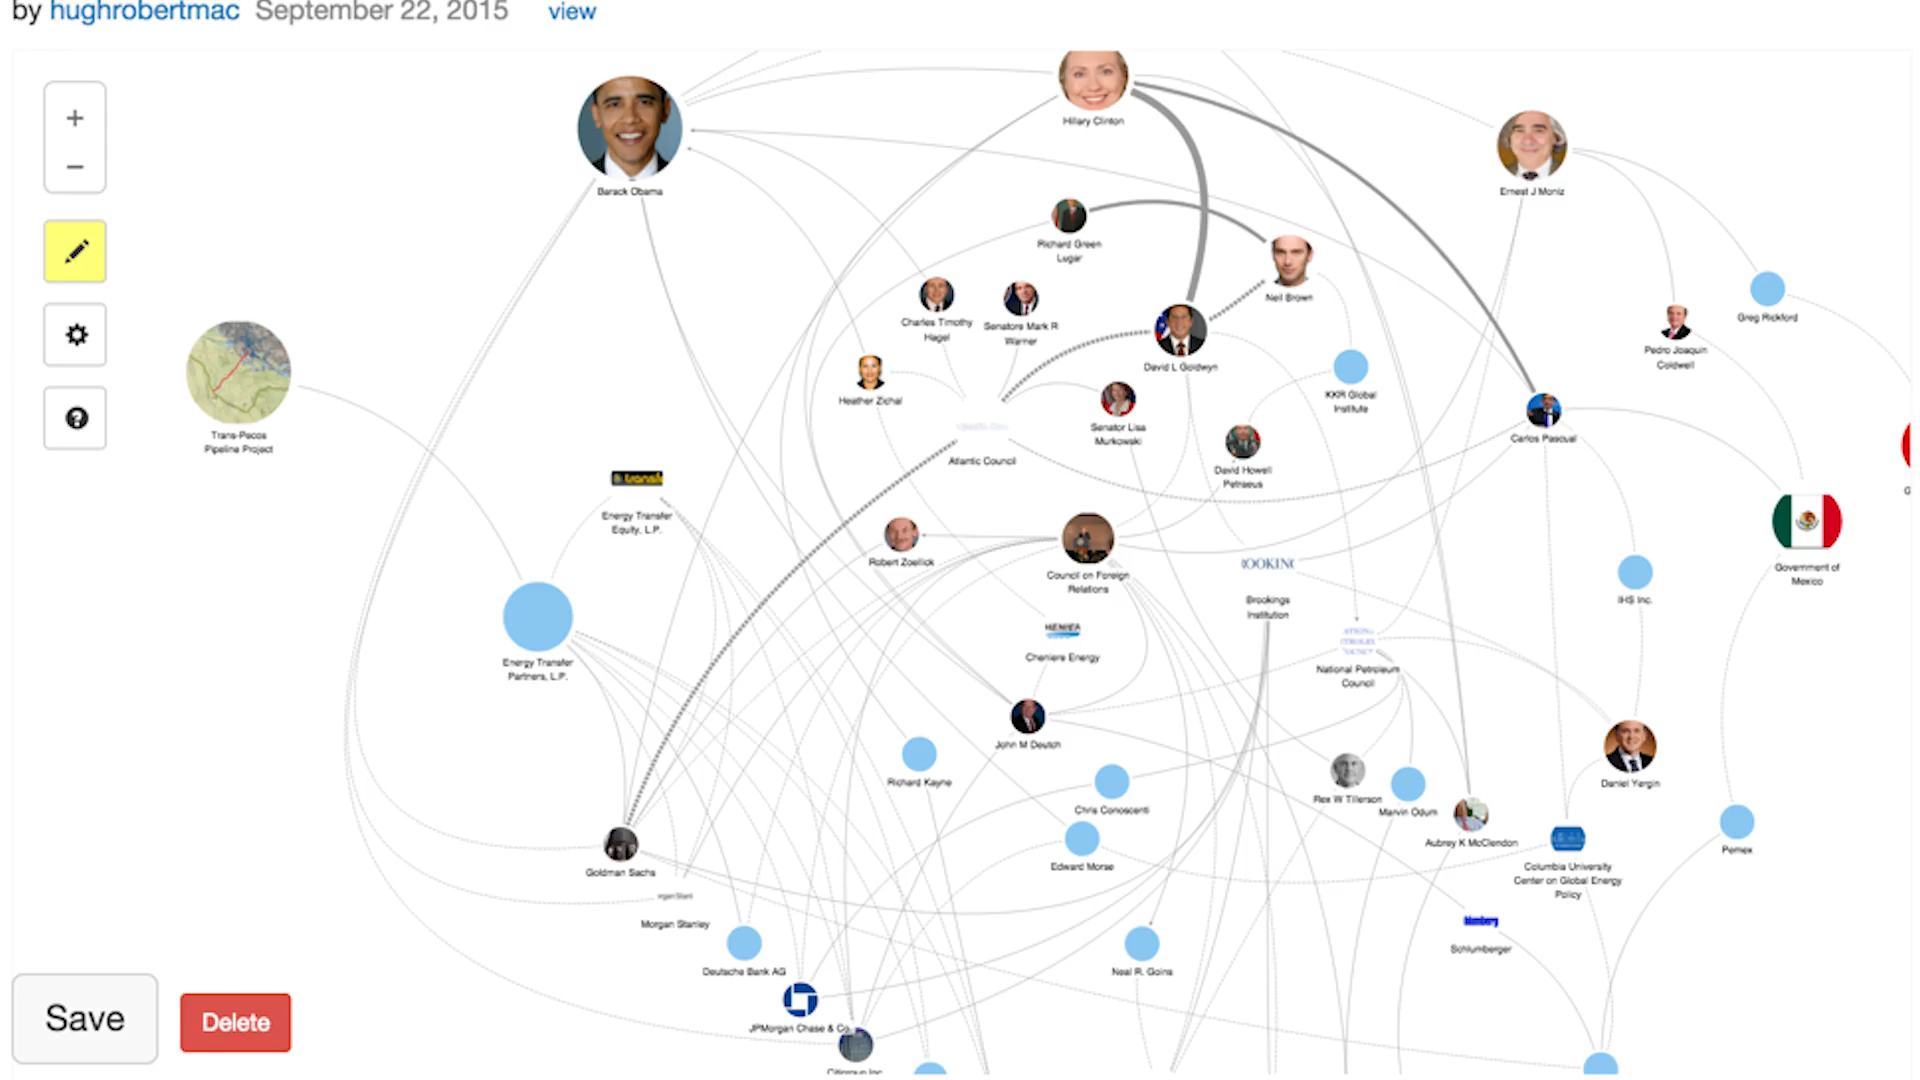 by hughrobertmac September 22, 2015 view
+
−
Hillary Clinton
Barack Obama
Ernest J Moniz
Richard Green
Lugar
Neil Brown
Greg Rickford
Charles Timothy
Hagel
Senatore Mark R
Warner
Pedro Joaquin
Coldwell
David L Goldwyn
Heather Zichal
KKR Global
Institute
Senator Lisa
Murkowski
Trans-Pecos
Pipeline Project
Carlos Pascual
Atlantic Council
David Howell
Petraeus
transfe
Energy Transfer
Equity, L.P.
Robert Zoellick
Council on Foreign
Relations
OOKIN
Brookings
Institution
Government of
Mexico
IHS Inc.
Cheniere Energy
Energy Transfer
Partners, L.P.
National Petroleum
Council
John M Deutch
Richard Kayne
Daniel Yergin
Rex W Tillerson
Marvin Odum
Chris Conoscenti
Aubrey K McClendon
Pemex
Edward Morse
Goldman Sachs
Columbia University
Center on Global Energy
Policy
Morgan Stanley
Schlumberger
Deutsche Bank AG
Neal R. Goins
JPMorgan Chase & Co.
Citigroup Inc.
Save
Delete